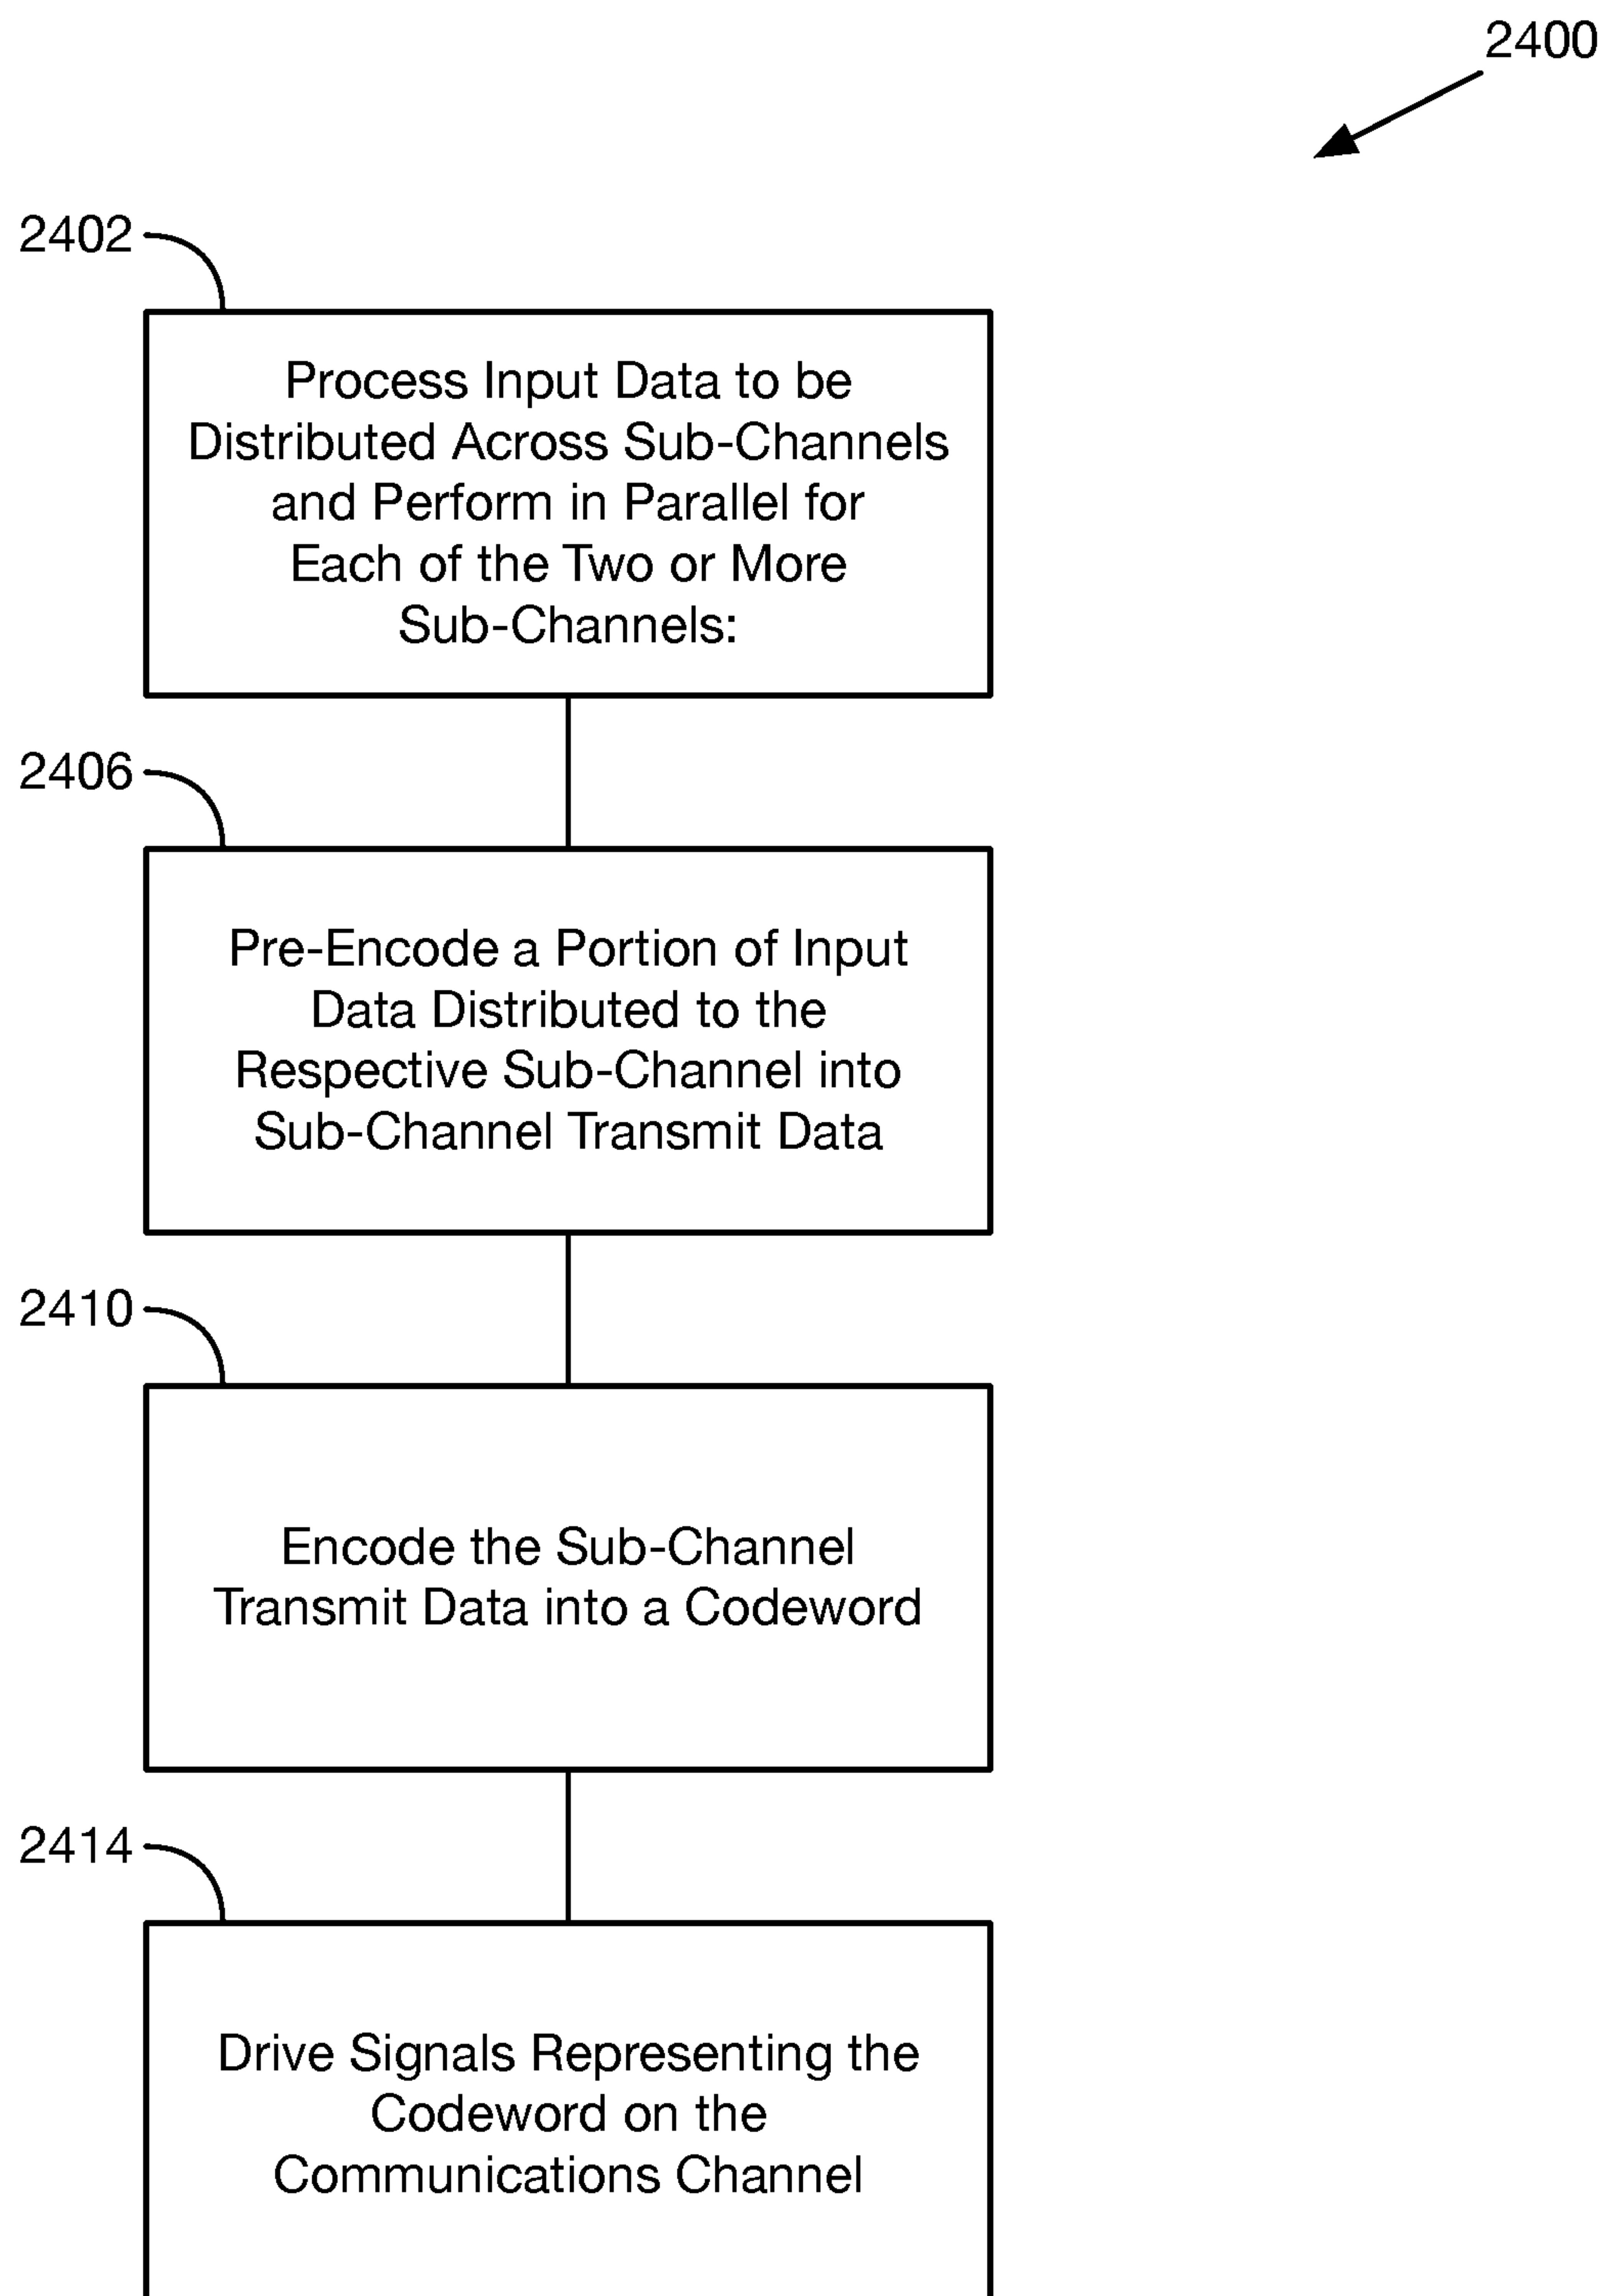 2400
2402
Process Input Data to be
Distributed Across Sub-Channels
and Perform in Parallel for
Each of the Two or More
Sub-Channels:
2406
Pre-Encode a Portion of Input
Data Distributed to the
Respective Sub-Channel into
Sub-Channel Transmit Data
2410
Encode the Sub-Channel
Transmit Data into a Codeword
2414
Drive Signals Representing the
Codeword on the
Communications Channel